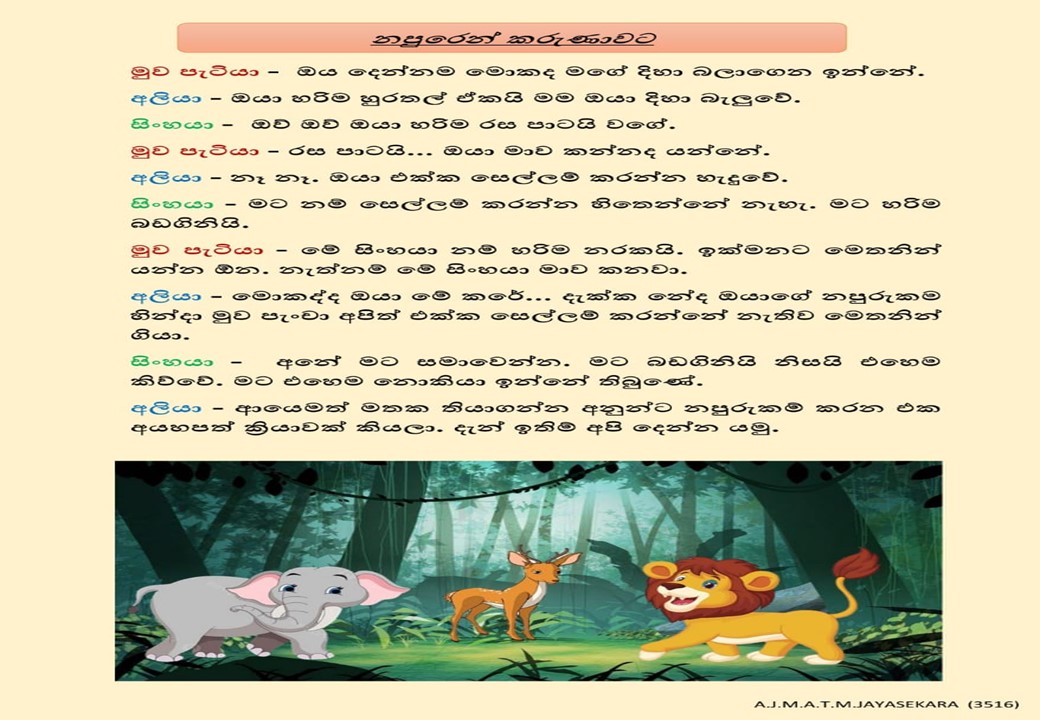 නපුරෙන් කරුණාවට
මුව පැටියා – ඔය දෙන්නම මොකද මගේ දිහා බලාගෙන ඉන්නේ.
අලියා – ඔයා හරිම හුරතල් ඒකයි මම ඔයා දිහා බැලුවේ.
සිංහයා – ඔව් ඔව් ඔයා හරිම රස පාටයි වගේ.
මුව පැටියා – රස පාටයි... ඔයා මාව කන්නද යන්නේ.
අලියා – නෑ නෑ. ඔයා එක්ක සෙල්ලම් කරන්න හැදුවේ.
සිංහයා – මට නම් සෙල්ලම් කරන්න හිතෙන්නේ නැහැ. මට හරිම
බඩගිනියි.
මුව පැටියා – මේ සිංහයා නම් හරිම නරකයි. ඉක්මනට මෙතනින්
යන්න ඕන. නැත්නම් මේ සිංහයා මාව කනවා.
අලියා – මොකද්ද ඔයා මේ කරේ... දැක්ක නේද ඔයාගේ නපුරුකම
හින්දා මුව පැංචා අපිත් එක්ක සෙල්ලම් කරන්නේ නැතිව මෙතනින්
ගියා.
සිංහයා – අනේ මට සමාවෙන්න. මට බඩගිනියි නිසයි එහෙම
කිව්වේ. මට එහෙම නොකියා ඉන්නේ තිබුණේ.
අලියා – ආයෙමත් මතක තියාගන්න අනුන්ට නපුරුකම් කරන එක
අයහපත් ක්‍රියාවක් කියලා. දැන් ඉතිම් අපි දෙන්න යමු.
A.J.M.A.T.M.JAYASEKARA (3516)